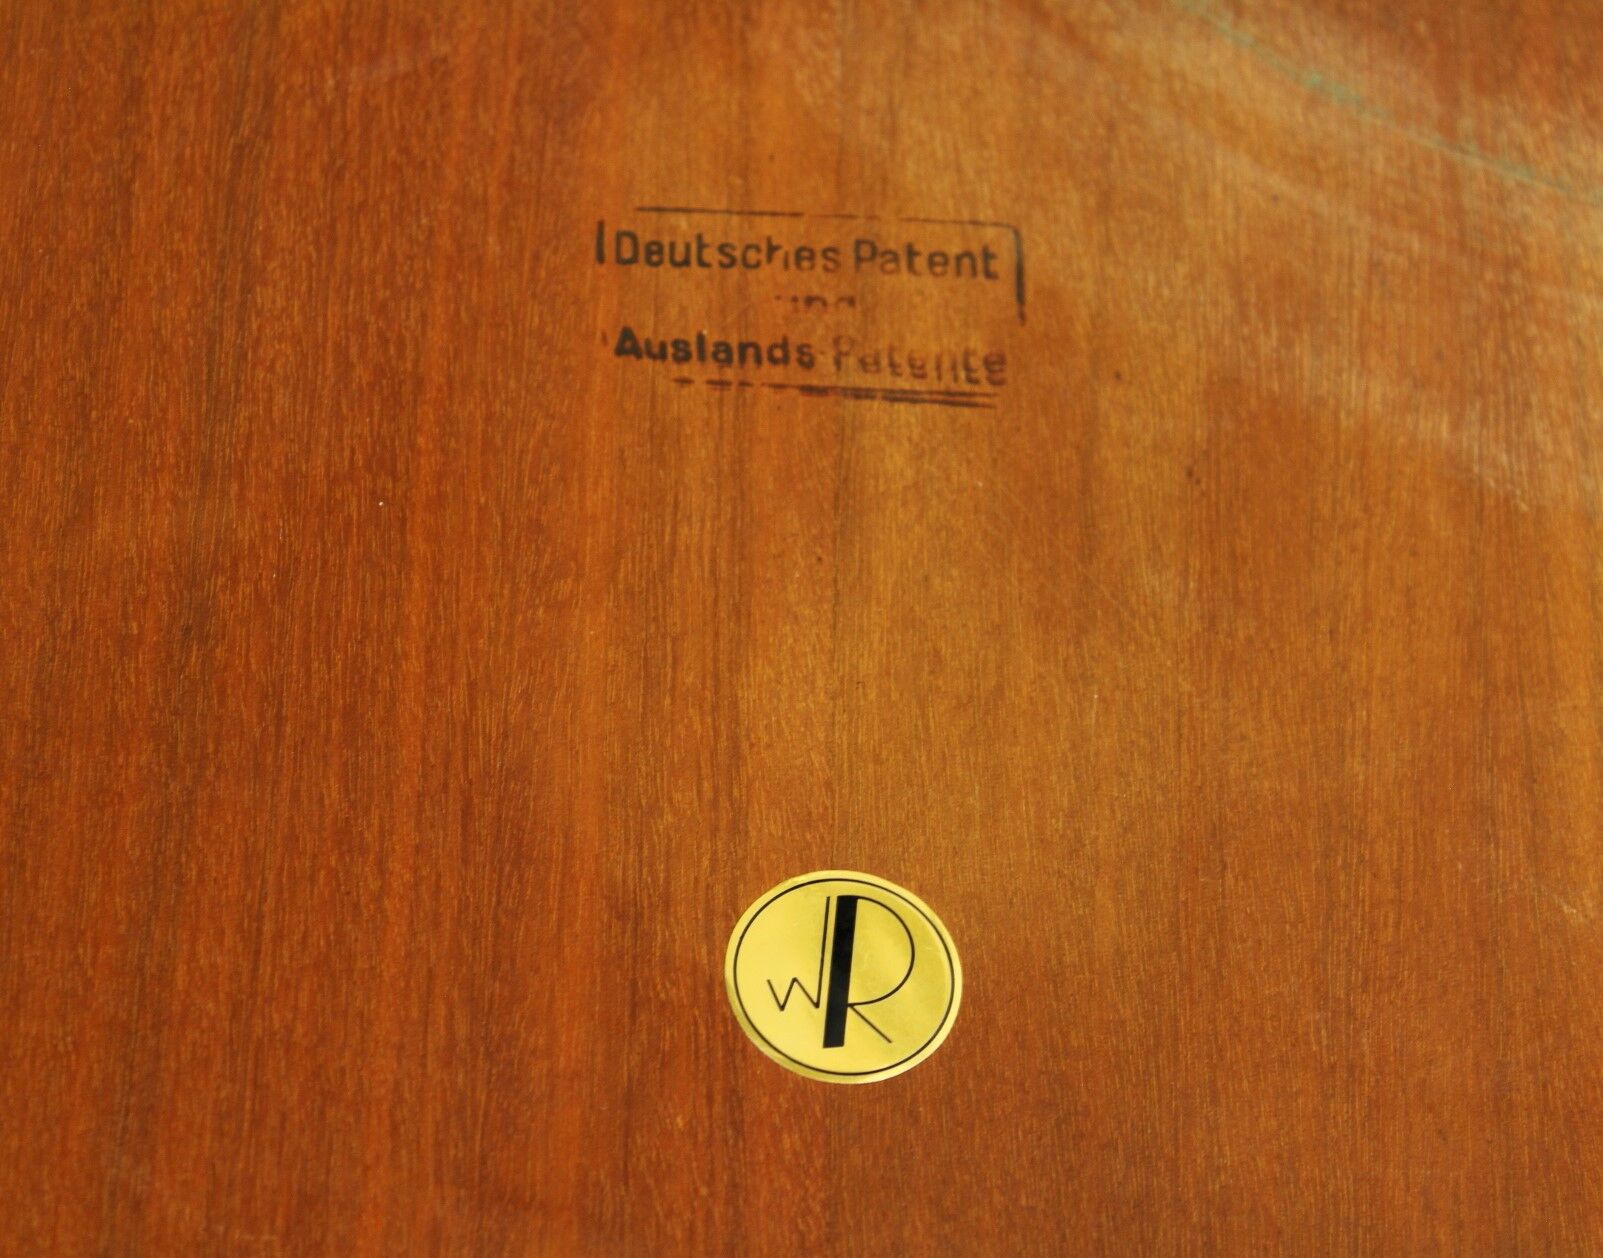 Deutsches Patent
und
Auslands-Patente
WR